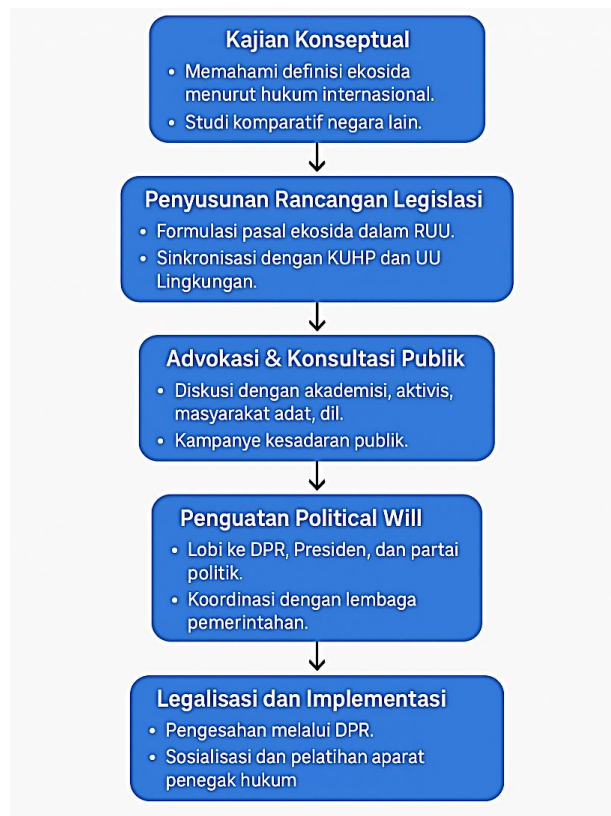 Kajian Konseptual
• Memahami definisi ekosida
menurut hukum internasional.
• Studi komparatif negara lain.
Penyusunan Rancangan Legislasi
• Formulasi pasal ekosida dalam RUU.
• Sinkronisasi dengan KUHP dan UU
Lingkungan.
Advokasi & Konsultasi Publik
• Diskusi dengan akademisi, aktivis,
masyarakat adat, dil.
• Kampanye kesadaran publik.
Penguatan Political Will
• Lobi ke DPR, Presiden, dan partai
politik.
• Koordinasi dengan lembaga
pemerintahan.
Legalisasi dan Implementasi
• Pengesahan melalui DPR.
• Sosialisasi dan pelatihan aparat
penegak hukum